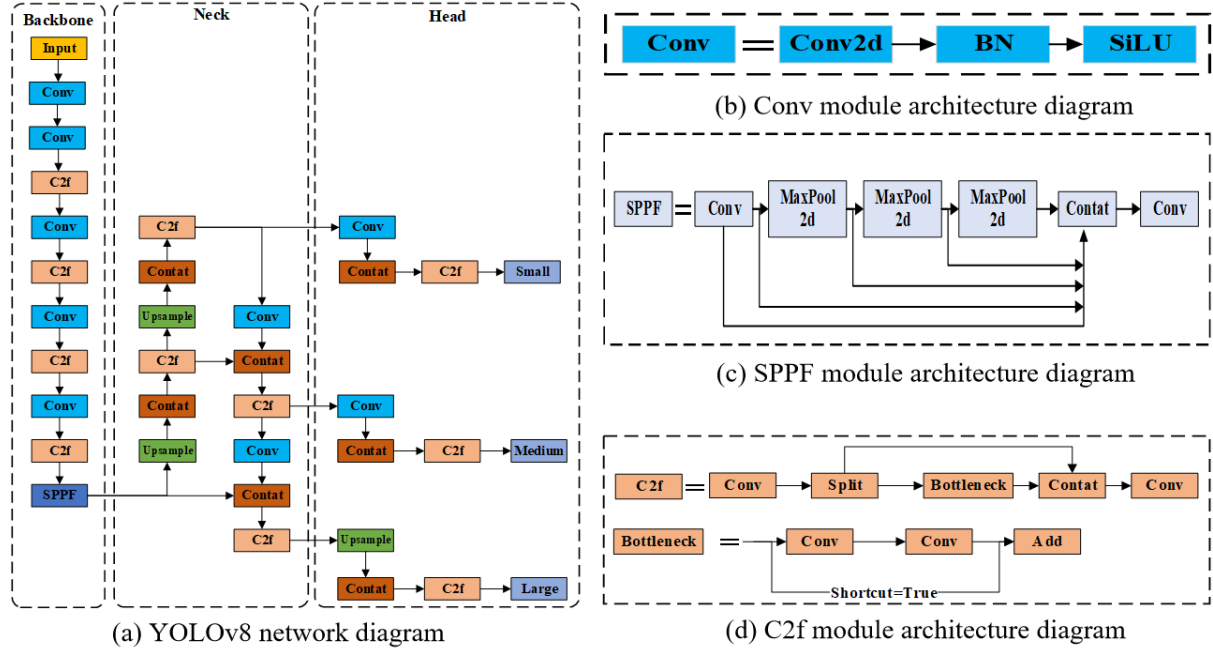 Backbone
Neck
Head
Input
Conv
Conv
C2f
Conv
C2f
Conv
C2f
Conv
C2f
SPPF
C2f
Contat
Upsample
C2f
Contat
Upsample
Conv
Contat
C2f
Conv
Contat
C2f
Conv
Contat C2f Small
Conv
Contat C2f Medium
Upsample
Contat C2f Large
(a) YOLOv8 network diagram
Conv = Conv2d BN SiLU
(b) Conv module architecture diagram
SPPF = Conv MaxPool 2d MaxPool 2d MaxPool 2d Contat Conv
(c) SPPF module architecture diagram
C2f = Conv Split Bottleneck Contat Conv
Bottleneck = Conv Conv Add
Shortcut=True
(d) C2f module architecture diagram